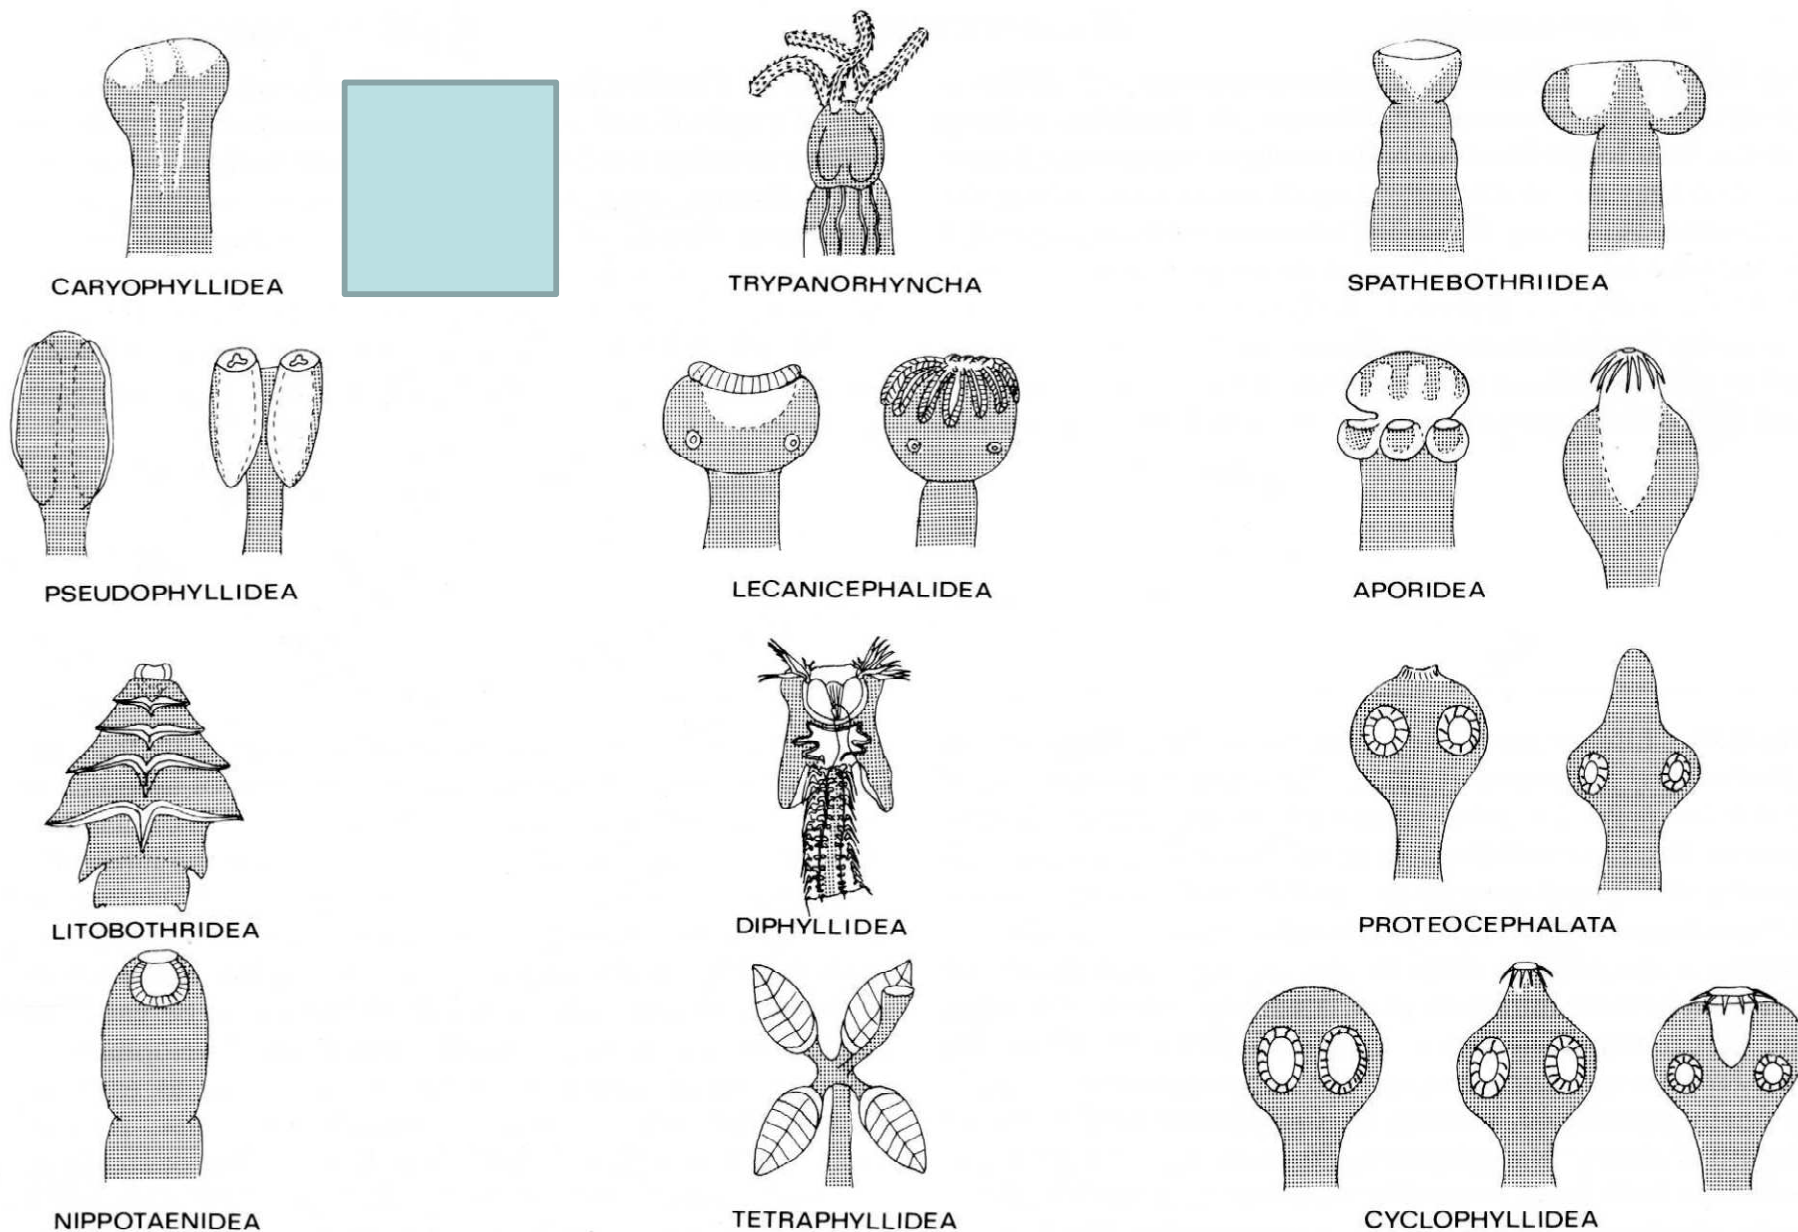 CARYOPHYLLIDEA
TRYPANORHYNCHA
SPATHEBOTHRIIDEA
PSEUDOPHYLLIDEA
LECANICEPHALIDEA
APORIDEA
LITOBOTHRIDEA
DIPHYLLIDEA
PROTEOCEPHALATA
NIPPOTAENIDEA
TETRAPHYLLIDEA
CYCLOPHYLLIDEA